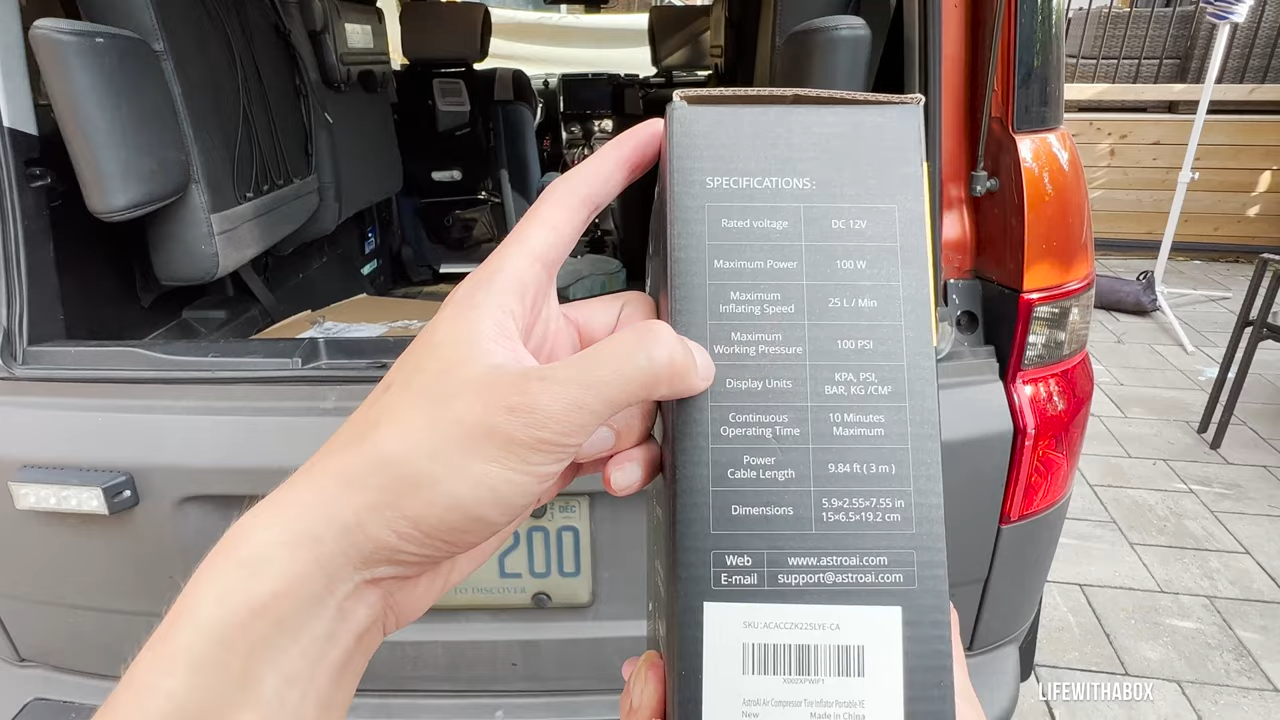 SPECIFICATIONS:
Rated voltage DC 12V
Maximum Power 100 W
Maximum
Inflating Speed 25 L / Min
Maximum
Working Pressure 100 PSI
Display Units KPA, PSI,
BAR, KG /CM²
Continuous
Operating Time 10 Minutes
Maximum
Power
Cable Length 9.84 ft ( 3 m )
Dimensions 5.9×2.55×7.55 in
15×6.5×19.2 cm
Web www.astroai.com
E-mail support@astroai.com
SKU:ACACCZK225LYE-CA
X002XPWIP1
AstroAI Air Compressor Tire Inflator Portable-YE
New Made in China
DEC
200
TO DISCOVER
LIFEWITHABOX